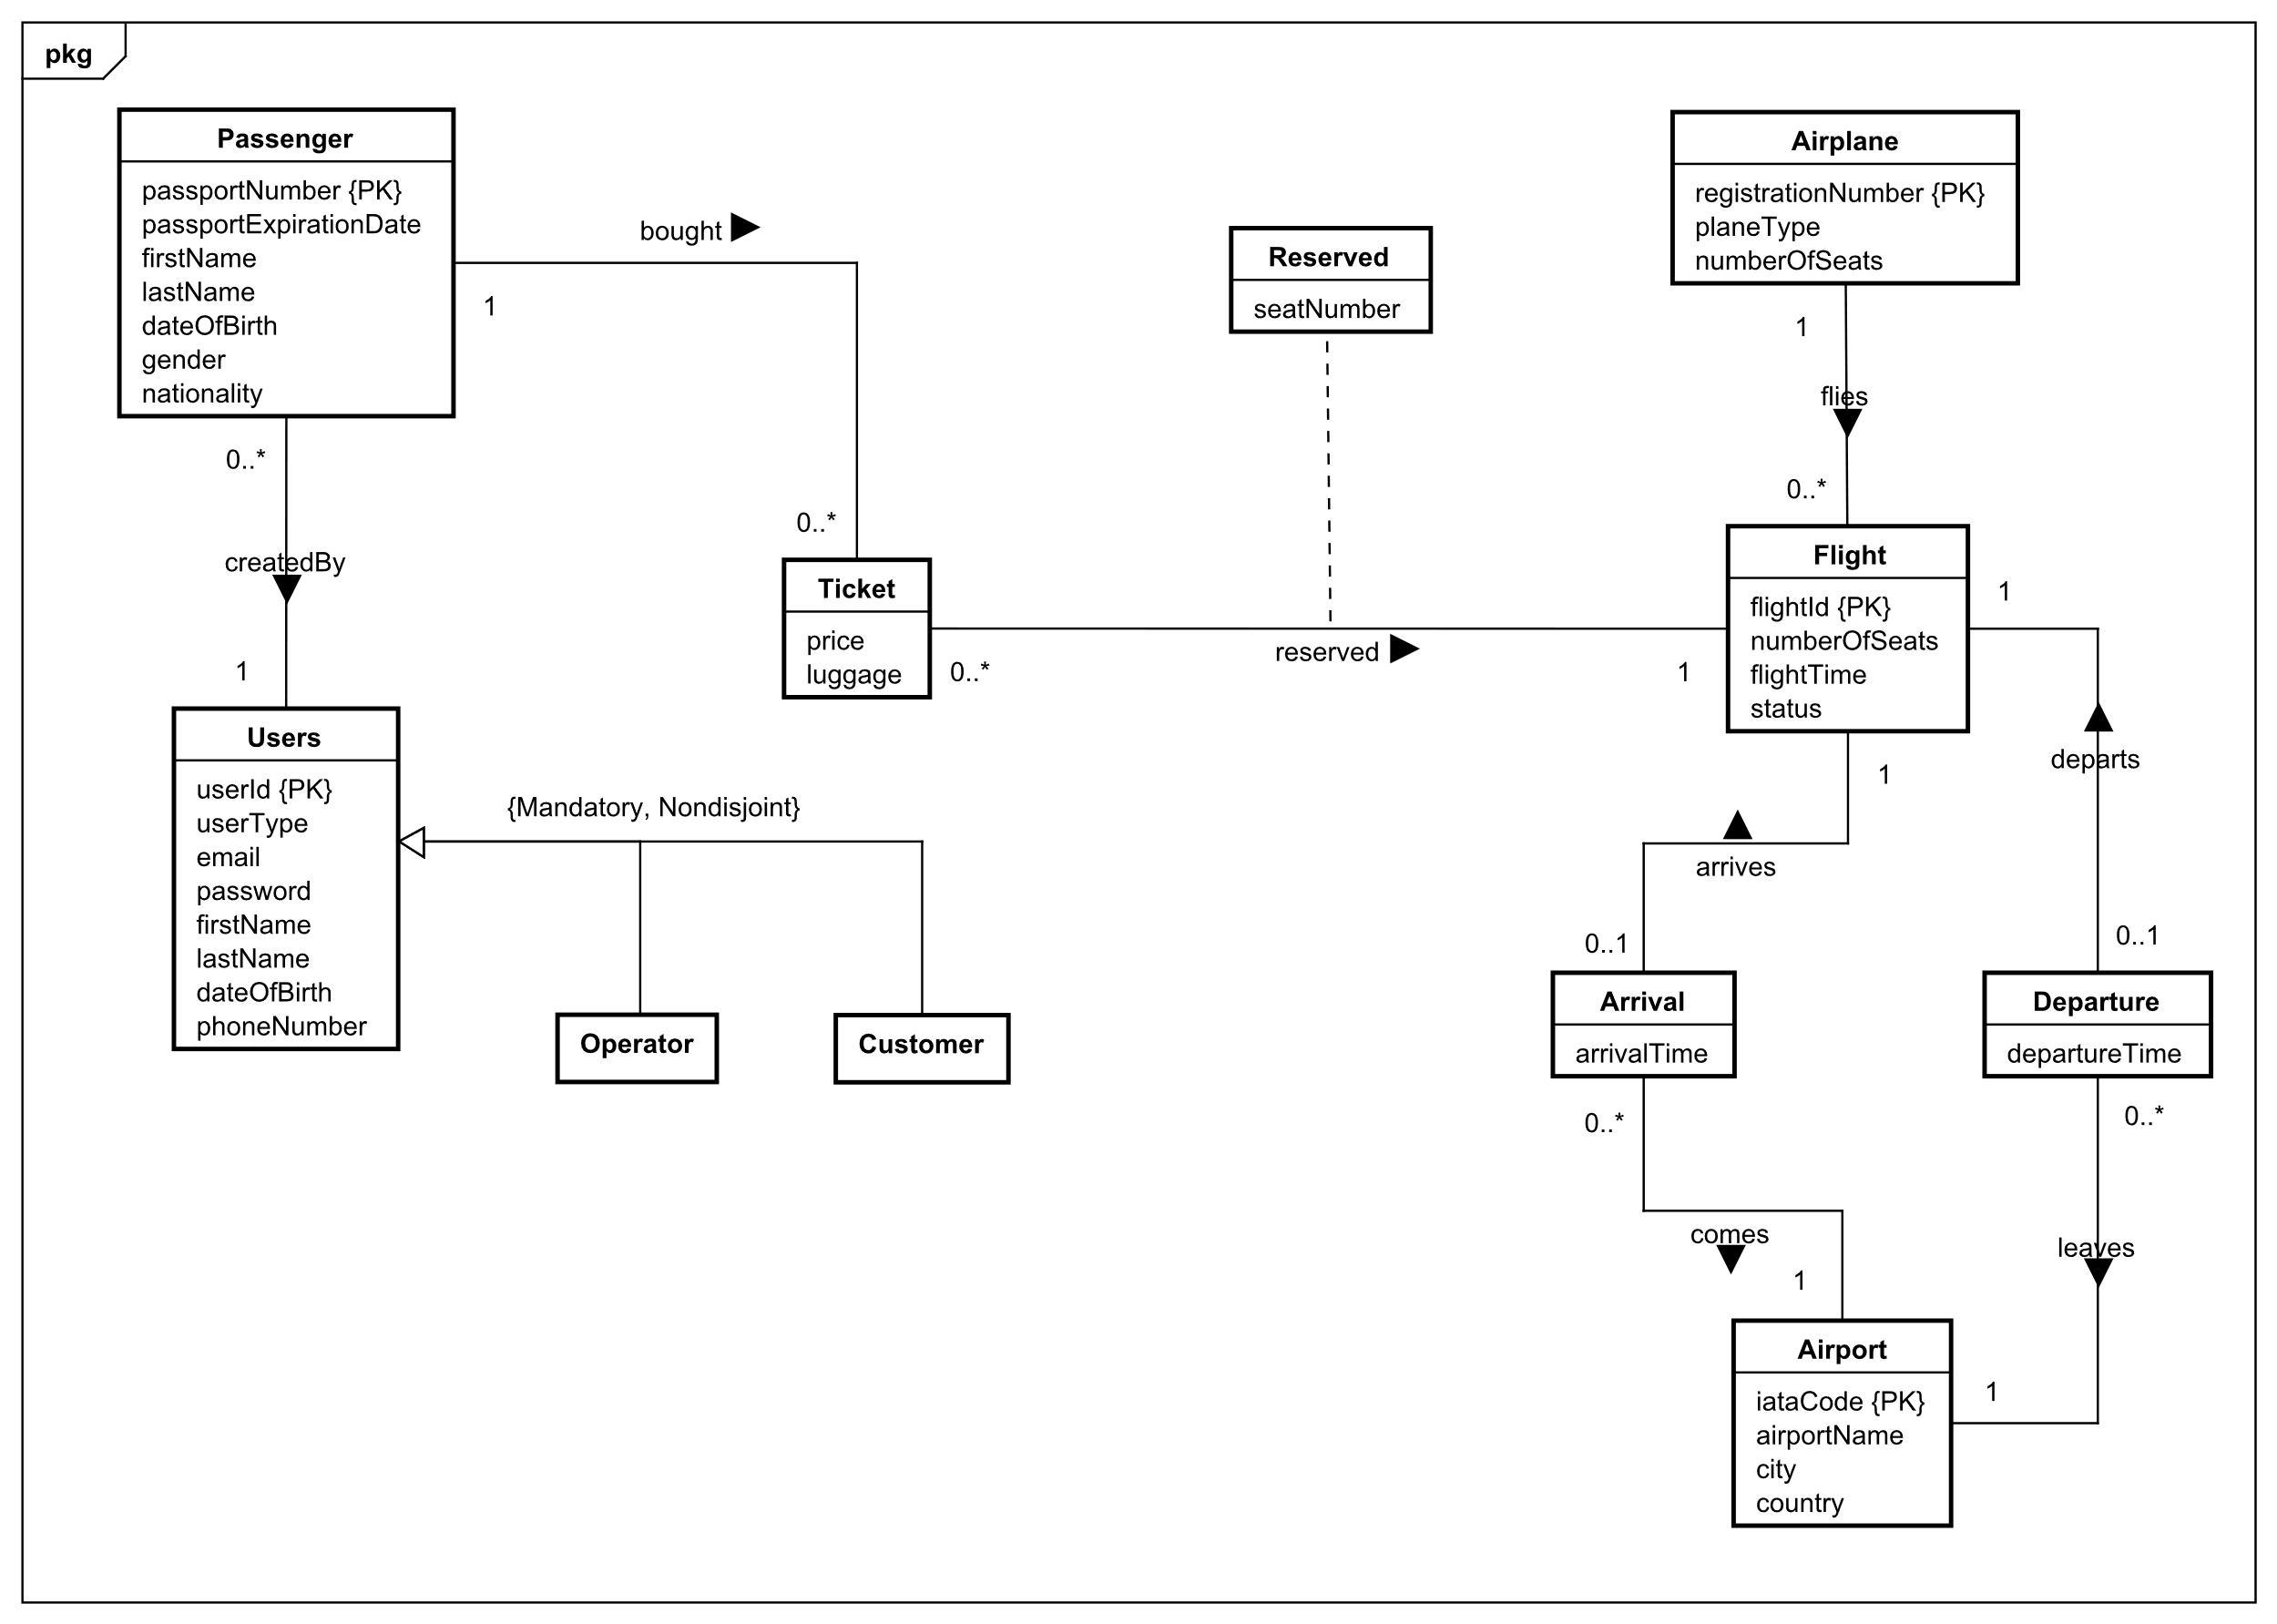 pkg
Passenger
passportNumber {PK}
passportExpirationDate
firstName
lastName
dateOfBirth
gender
nationality
bought
1
0..*
Reserved
seatNumber
Airplane
registrationNumber {PK}
planeType
numberOfSeats
1
flies
0..*
0..*
createdBy
1
Ticket
price
luggage
0..*
reserved
1
Flight
flightId {PK}
numberOfSeats
flightTime
status
1
departs
0..1
1
arrives
0..1
Users
userId {PK}
userType
email
password
firstName
lastName
dateOfBirth
phoneNumber
{Mandatory, Nondisjoint}
Operator
Customer
Arrival
arrivalTime
0..*
comes
1
Departure
departureTime
0..*
leaves
1
Airport
iataCode {PK}
airportName
city
country